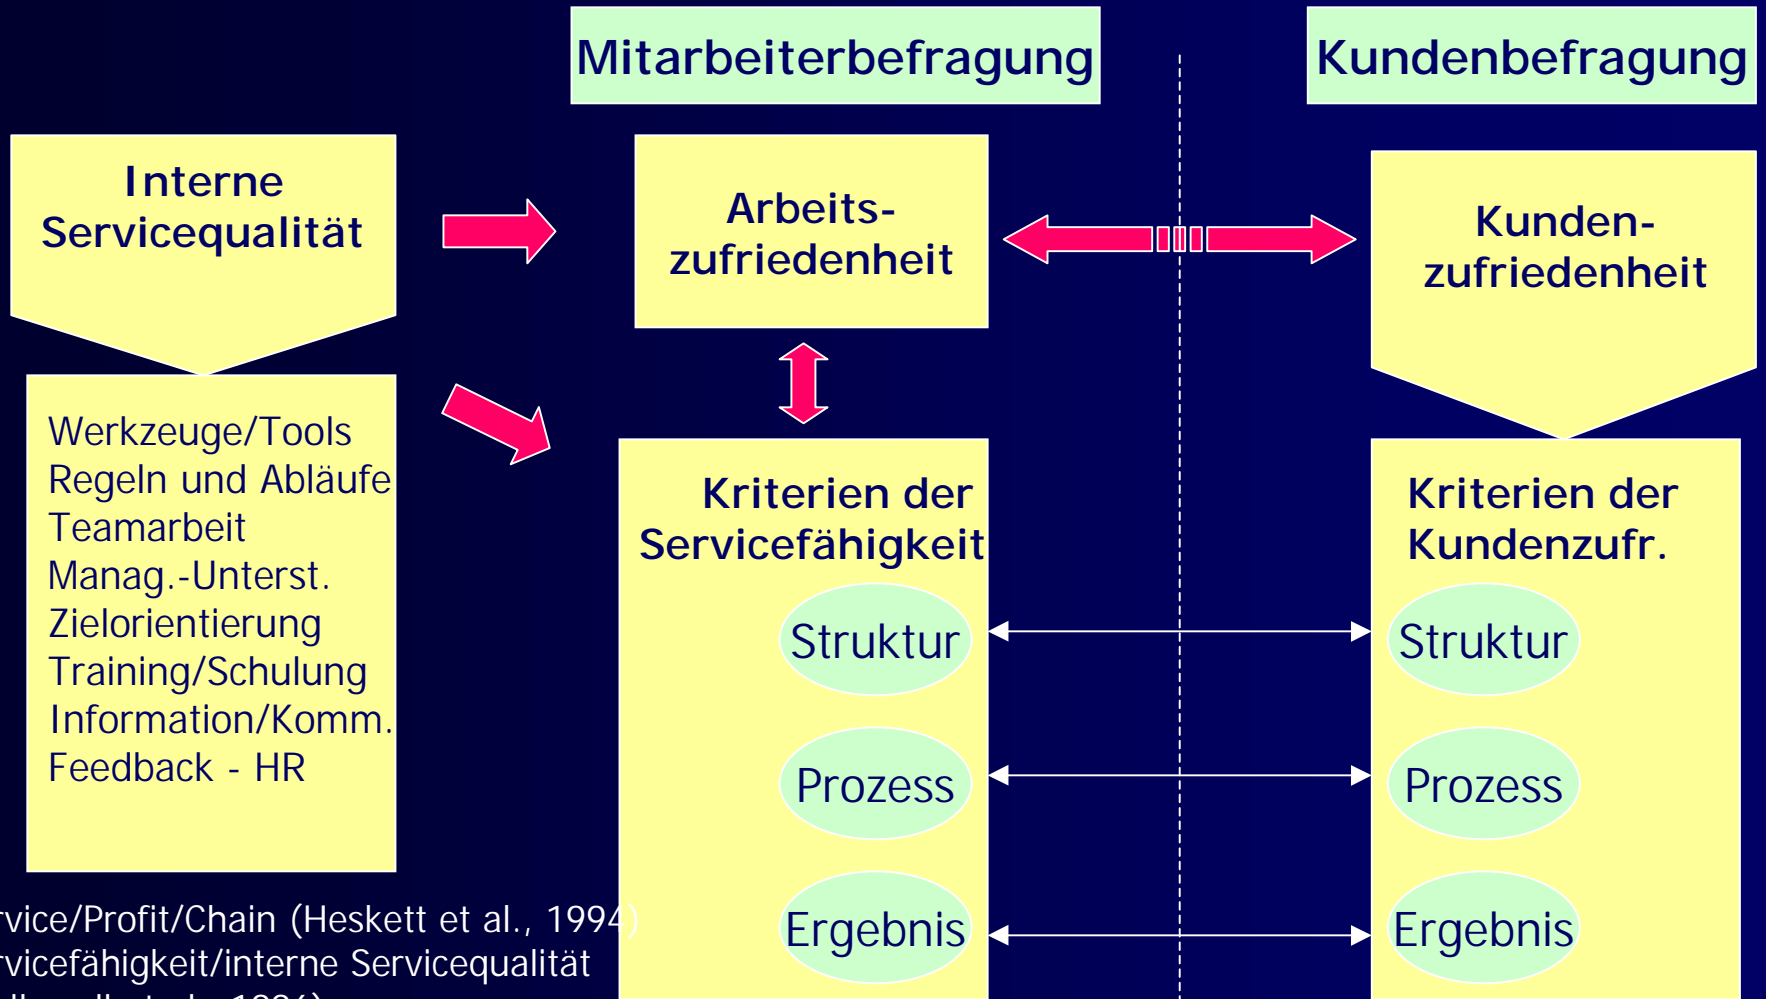 Mitarbeiterbefragung
Kundenbefragung
Interne
Servicequalität
Arbeits-
zufriedenheit
Kunden-
zufriedenheit
Werkzeuge/Tools
Regeln und Abläufe
Teamarbeit
Manag.-Unterst.
Zielorientierung
Training/Schulung
Information/Komm.
Feedback - HR
Kriterien der
Servicefähigkeit
Struktur
Prozess
Ergebnis
Kriterien der
Kundenzufr.
Struktur
Prozess
Ergebnis
rvice/Profit/Chain (Heskett et al., 1994)
rvicefähigkeit/interne Servicequalität